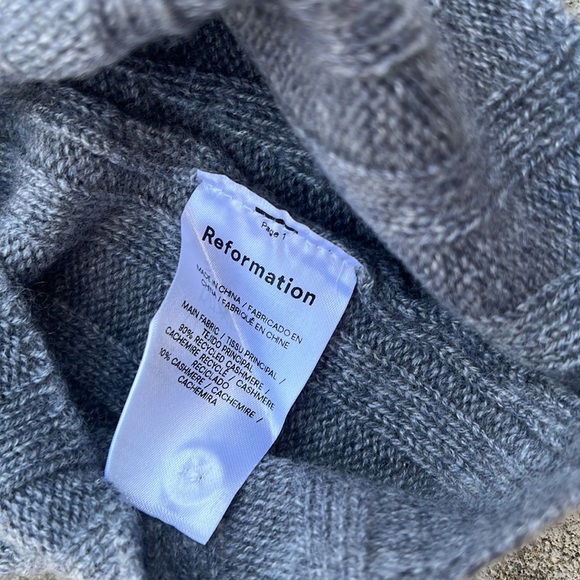 Page 1
Reformation
MADE IN CHINA / FABRICADO EN
CHINA / FABRIQUÉ EN CHINE
MAIN FABRIC / TISSU PRINCIPAL /
TEJIDO PRINCIPAL
90% RECYCLED CASHMERE /
CACHEMIRE RECYCLÉ / CASHMERE
RECICLADO
10% CASHMERE / CACHEMIRE /
CACHEMIRA